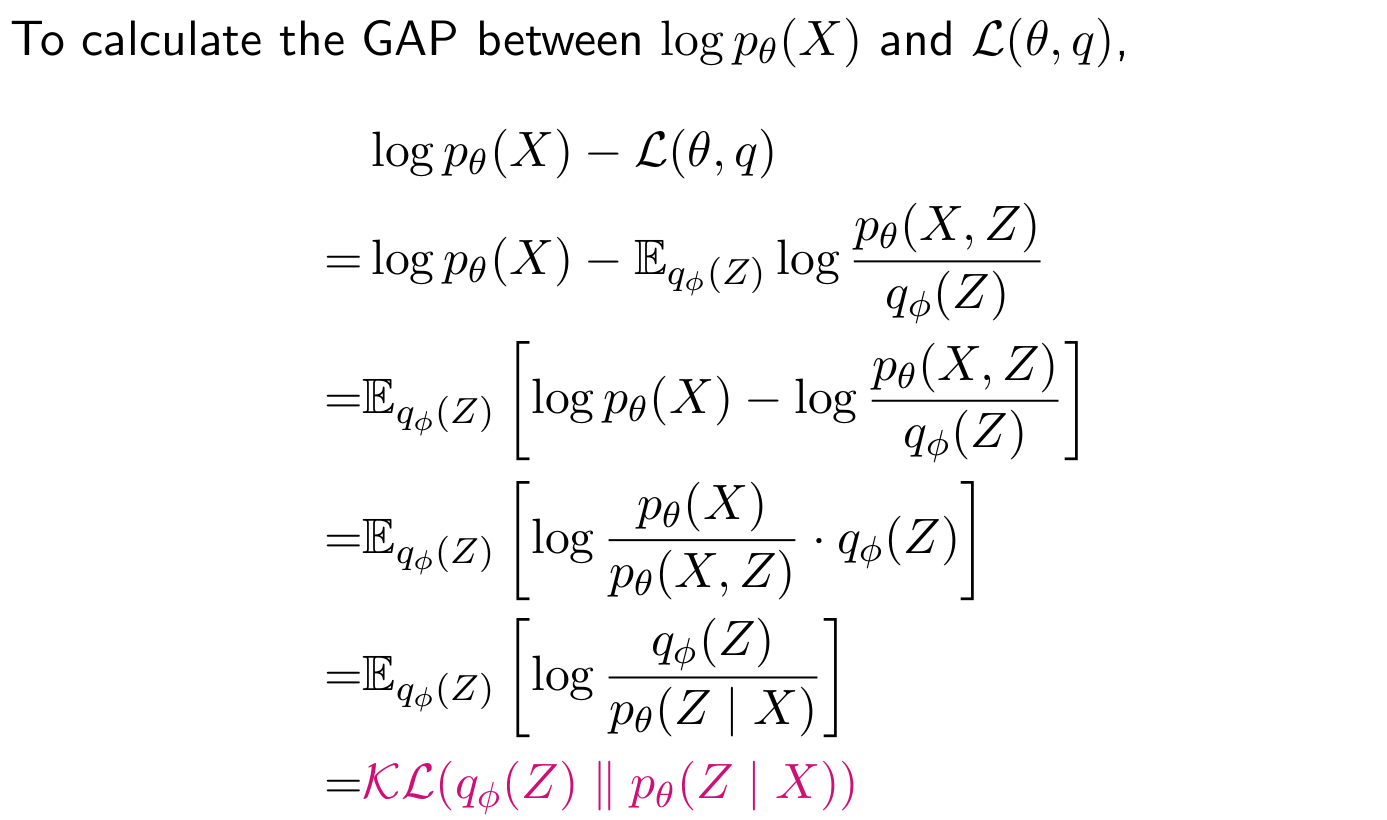 To calculate the GAP between $\log p_\theta(X)$ and $\mathcal{L}(\theta, q)$,
$\log p_\theta(X) - \mathcal{L}(\theta, q)$
$= \log p_\theta(X) - \mathbb{E}_{q_\phi(Z)} \log \frac{p_\theta(X, Z)}{q_\phi(Z)}$
$= \mathbb{E}_{q_\phi(Z)} \left[ \log p_\theta(X) - \log \frac{p_\theta(X, Z)}{q_\phi(Z)} \right]$
$= \mathbb{E}_{q_\phi(Z)} \left[ \log \frac{p_\theta(X)}{p_\theta(X, Z)} \cdot q_\phi(Z) \right]$
$= \mathbb{E}_{q_\phi(Z)} \left[ \log \frac{q_\phi(Z)}{p_\theta(Z \mid X)} \right]$
$= \mathcal{KL}(q_\phi(Z) \parallel p_\theta(Z \mid X))$